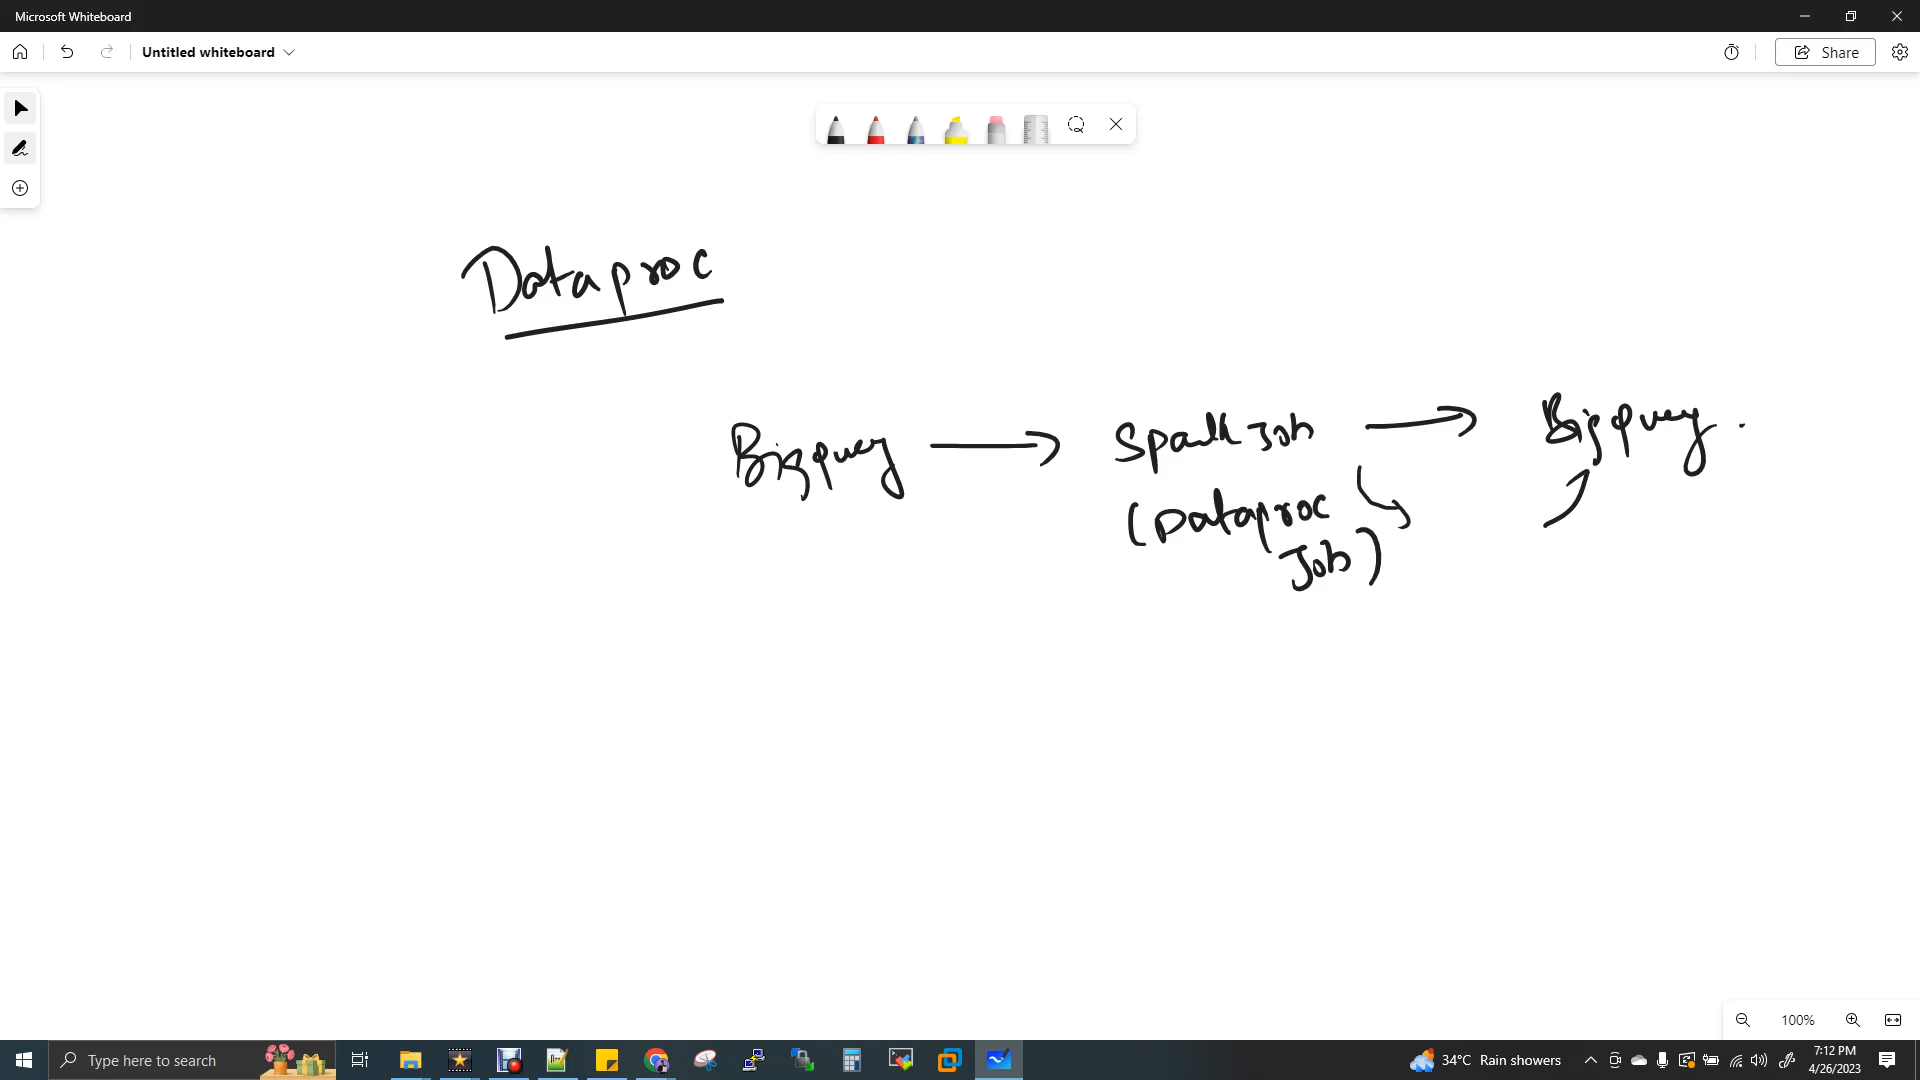 Microsoft Whiteboard
Untitled whiteboard
Share
Dataproc
Bigquery → Spark Job → Bigquery.
(Dataproc
Job)
100%
Type here to search
34°C Rain showers
7:12 PM
4/26/2023